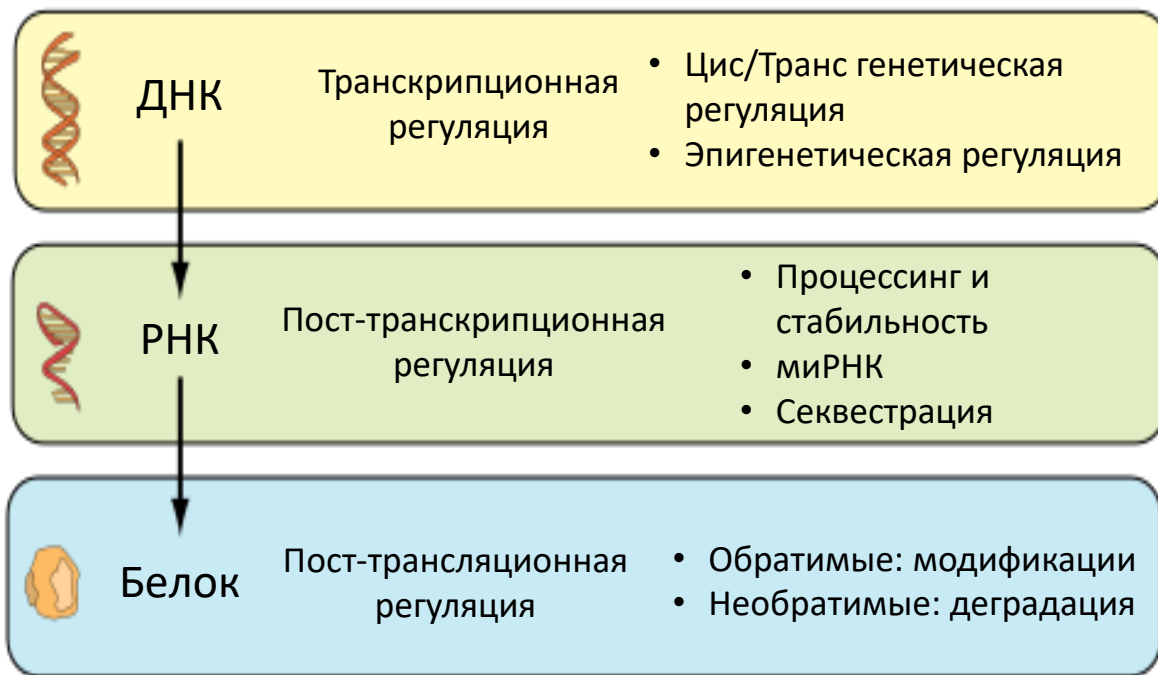 ДНК
Транскрипционная
регуляция
• Цис/Транс генетическая
регуляция
• Эпигенетическая регуляция
РНК
Пост-транскрипционная
регуляция
• Процессинг и
стабильность
• миРНК
• Секвестрация
Белок
Пост-трансляционная
регуляция
• Обратимые: модификации
• Необратимые: деградация